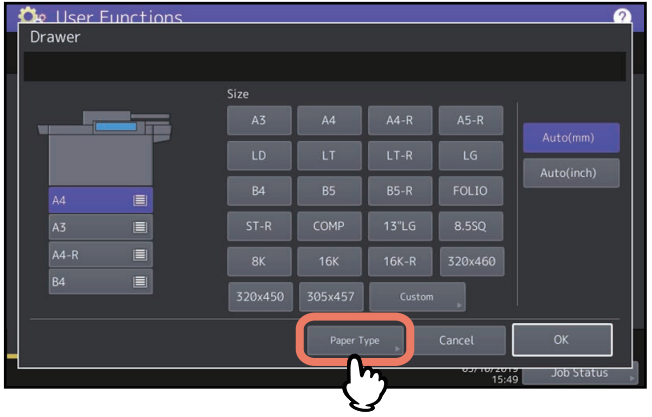 User Functions
?
Drawer
Size
A3 A4 A4-R A5-R
LD LT LT-R LG
B4 B5 B5-R FOLIO
ST-R COMP 13"LG 8.5SQ
8K 16K 16K-R 320x460
320x450 305x457 Custom
Auto(mm)
Auto(inch)
A4
A3
A4-R
B4
Paper Type Cancel OK
15:49 Job Status